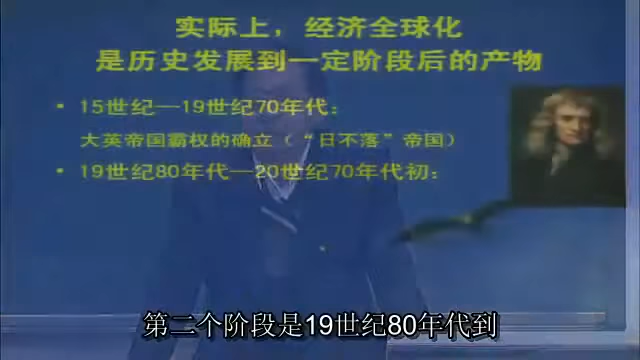 实际上，经济全球化
是历史发展到一定阶段后的产物
• 15世纪—19世纪70年代：
大英帝国霸权的确立（“日不落”帝国）
• 19世纪80年代—20世纪70年代初：
第二个阶段是19世纪80年代到